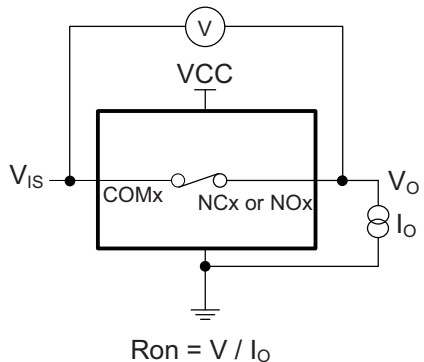 V
VCC
VIS
COMx
NCx or NOx
VO
IO
Ron = V / IO